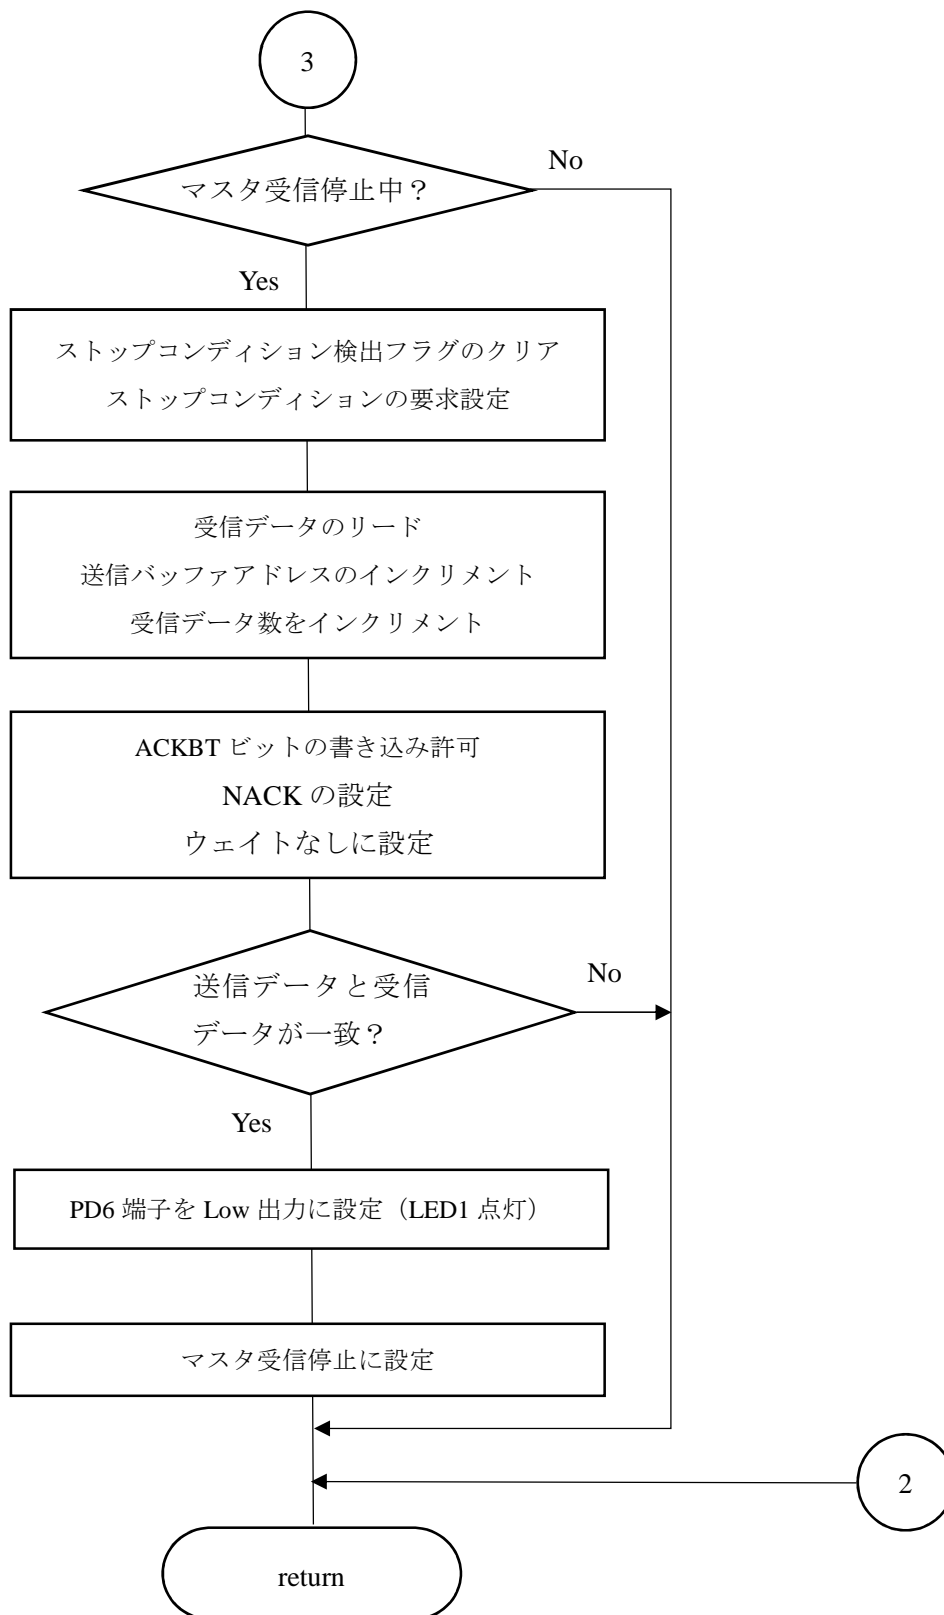 3
マスタ受信停止中？
No
Yes
ストップコンディション検出フラグのクリア
ストップコンディションの要求設定
受信データのリード
送信バッファアドレスのインクリメント
受信データ数をインクリメント
ACKBT ビットの書き込み許可
NACK の設定
ウェイトなしに設定
送信データと受信
データが一致？
No
Yes
PD6 端子を Low 出力に設定（LED1 点灯）
マスタ受信停止に設定
2
return